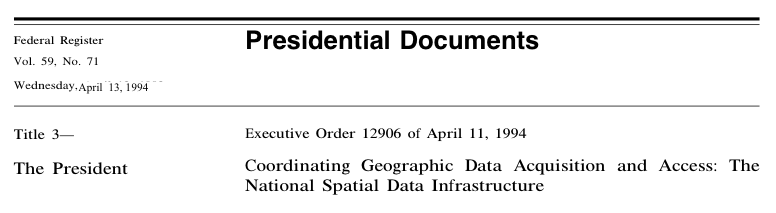 Federal Register
Vol. 59, No. 71
Wednesday, April 13, 1994
Presidential Documents
Title 3—
The President
Executive Order 12906 of April 11, 1994
Coordinating Geographic Data Acquisition and Access: The
National Spatial Data Infrastructure